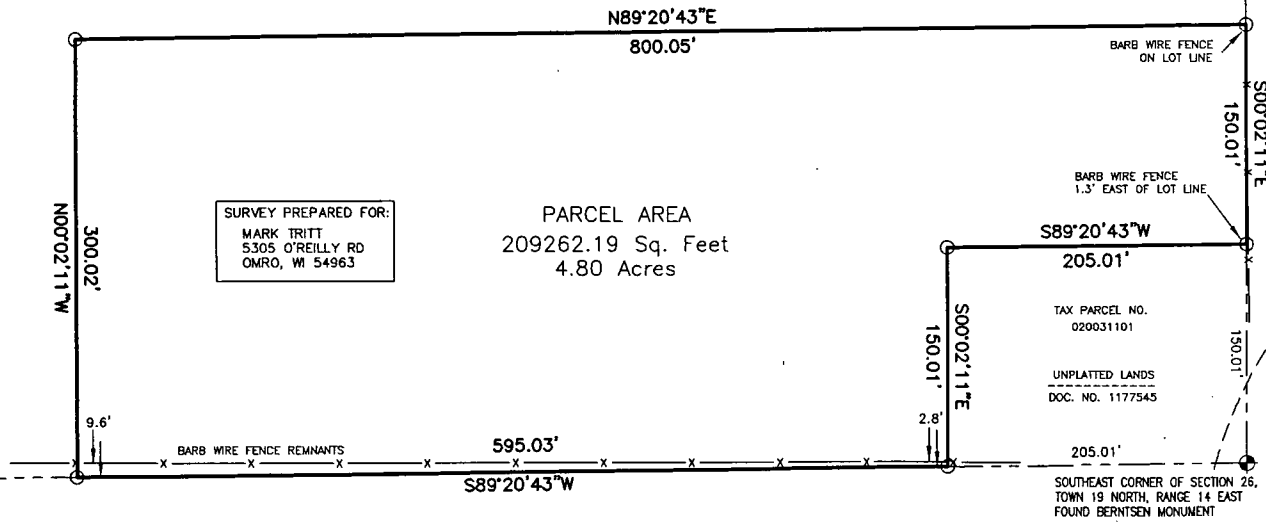 N89°20'43"E
800.05'
BARB WIRE FENCE
ON LOT LINE
S00°02'11"E
150.01'
BARB WIRE FENCE
1.3' EAST OF LOT LINE
SURVEY PREPARED FOR:
MARK TRITT
5305 O'REILLY RD
OMRO, WI 54963
PARCEL AREA
209262.19 Sq. Feet
4.80 Acres
N00°02'11"W
300.02'
S89°20'43"W
205.01'
S00°02'11"E
150.01'
TAX PARCEL NO.
020031101
UNPLATTED LANDS
DOC. NO. 1177545
150.01'
9.6'
BARB WIRE FENCE REMNANTS
595.03'
S89°20'43"W
2.8'
205.01'
SOUTHEAST CORNER OF SECTION 26,
TOWN 19 NORTH, RANGE 14 EAST
FOUND BERNTSEN MONUMENT